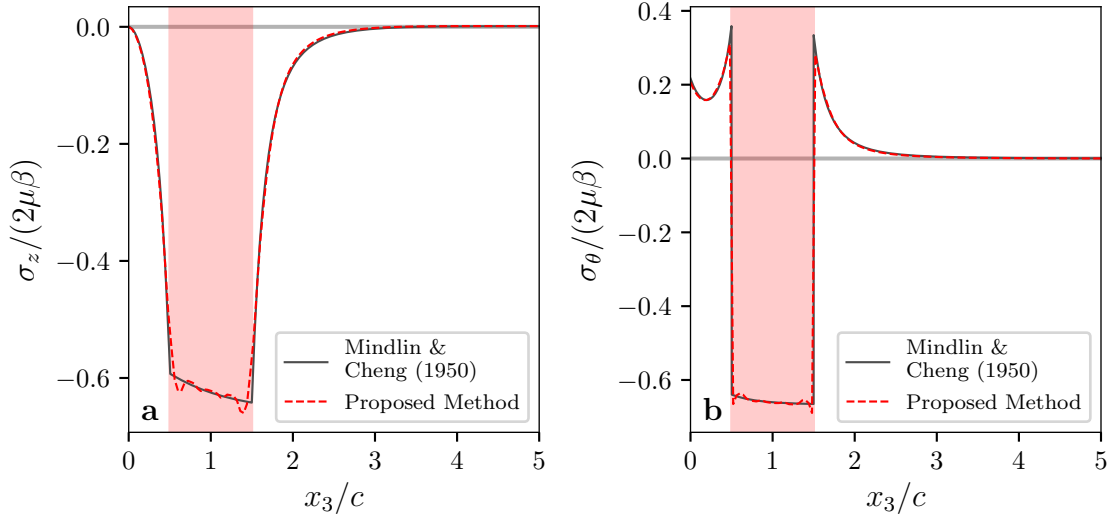 0.0
−0.2
−0.4
−0.6
σz/(2μβ)
a
Mindlin &
Cheng (1950)
Proposed Method
0 1 2 3 4 5
x3/c
0.4
0.2
0.0
−0.2
−0.4
−0.6
σθ/(2μβ)
b
Mindlin &
Cheng (1950)
Proposed Method
0 1 2 3 4 5
x3/c